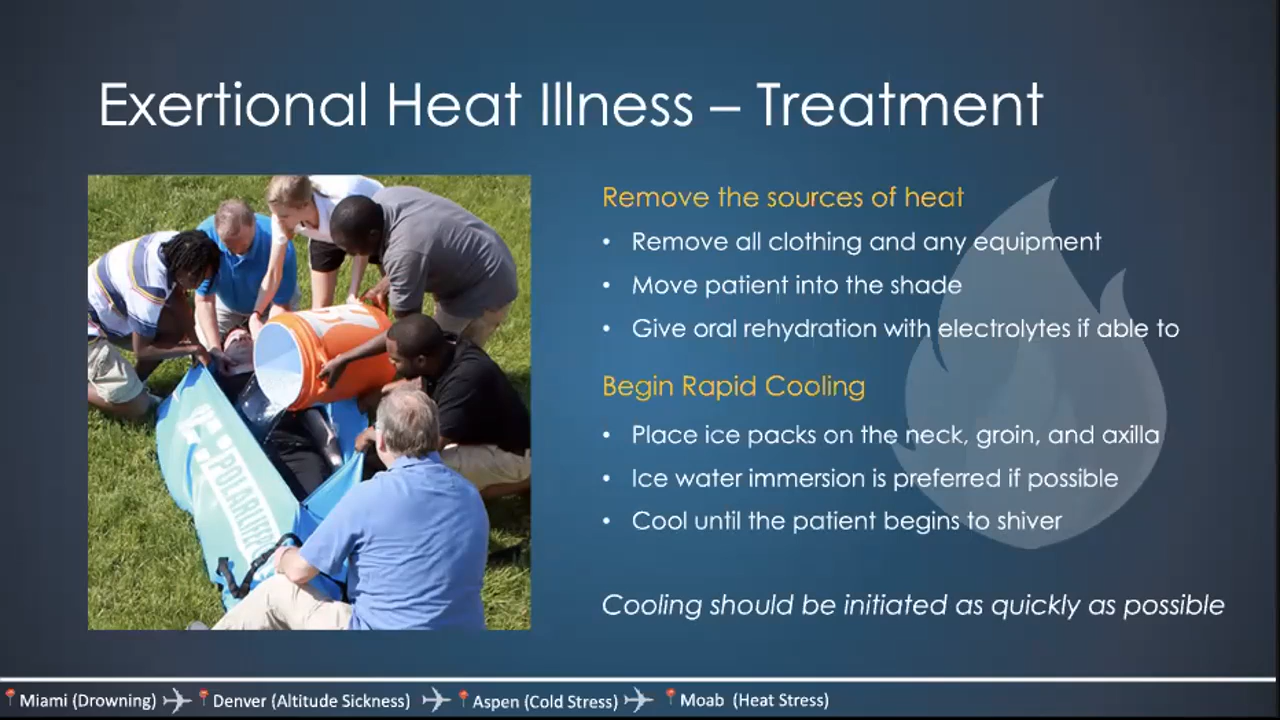 Exertional Heat Illness – Treatment
Remove the sources of heat
• Remove all clothing and any equipment
• Move patient into the shade
• Give oral rehydration with electrolytes if able to
Begin Rapid Cooling
• Place ice packs on the neck, groin, and axilla
• Ice water immersion is preferred if possible
• Cool until the patient begins to shiver
Cooling should be initiated as quickly as possible
Miami (Drowning) Denver (Altitude Sickness) Aspen (Cold Stress) Moab (Heat Stress)